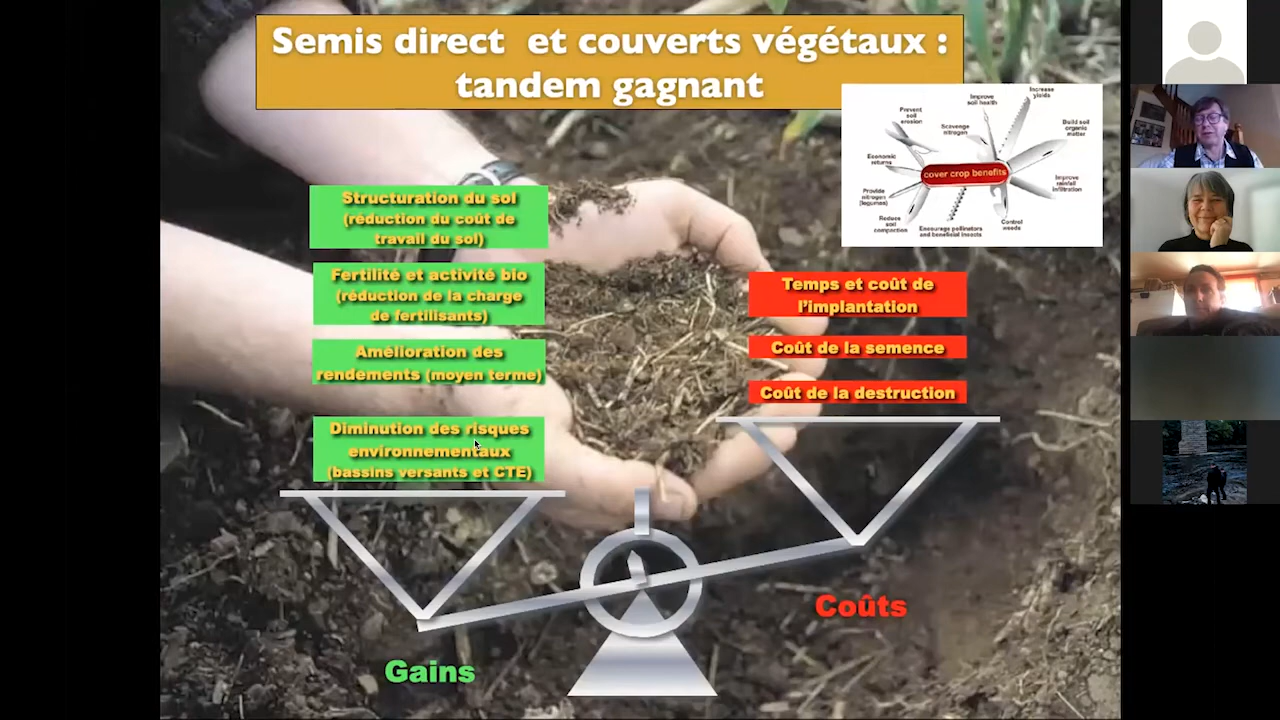 Semis direct et couverts végétaux :
tandem gagnant
Increase
yields
Improve
soil health
Prevent
soil
erosion
Scavenge
nitrogen
Build soil
organic
matter
Economic
returns
cover crop benefits
Improve
rainfall
infiltration
Provide
nitrogen
(legumes)
Reduce
soil
compaction
Encourage pollinators
and beneficial insects
Control
weeds
Structuration du sol
(réduction du coût de
travail du sol)
Fertilité et activité bio
(réduction de la charge
de fertilisants)
Amélioration des
rendements (moyen terme)
Diminution des risques
environnementaux
(bassins versants et CTE)
Temps et coût de
l’implantation
Coût de la semence
Coût de la destruction
Coûts
Gains